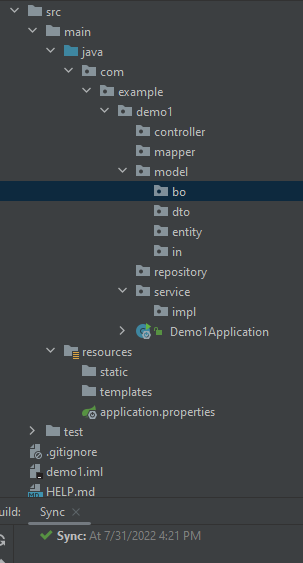 src
main
java
com
example
demo1
controller
mapper
model
bo
dto
entity
in
repository
service
impl
Demo1Application
resources
static
templates
application.properties
test
.gitignore
demo1.iml
HELP.md
uild: Sync ×
Sync: At 7/31/2022 4:21 PM